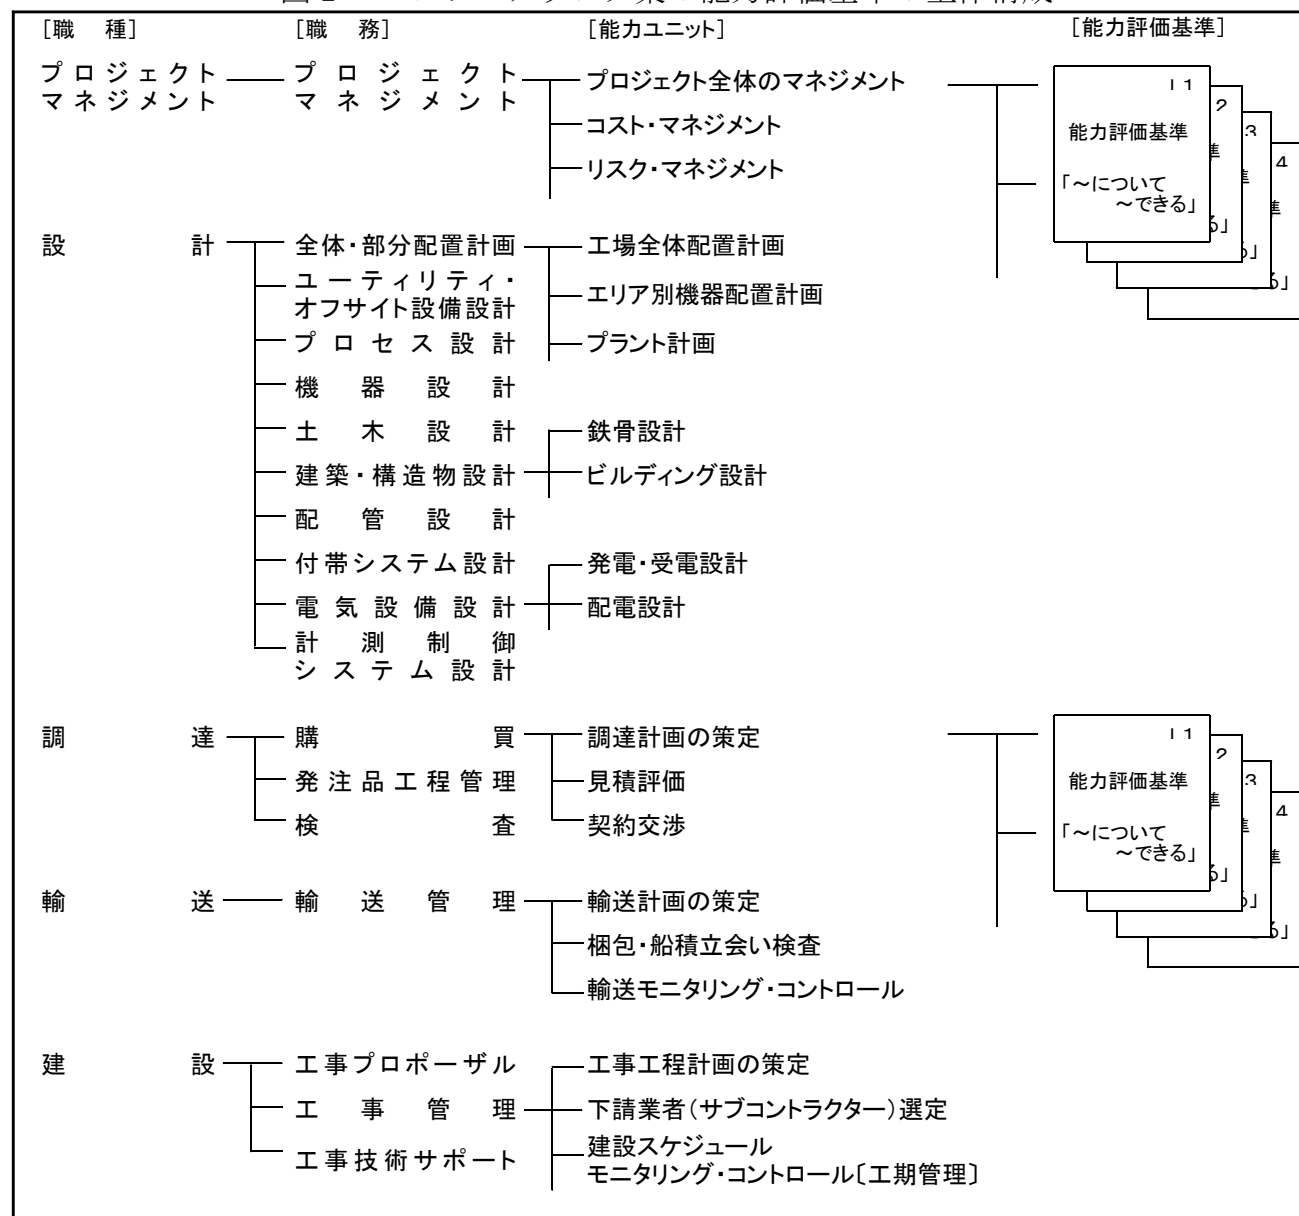 [職 種] [職 務] [能力ユニット] [能力評価基準]
プロジェクト
マネジメント
プロジェクト
マネジメント
プロジェクト全体のマネジメント
コスト・マネジメント
リスク・マネジメント
能力評価基準
「～について
～できる」
2
3
4
設計
全体・部分配置計画
ユーティリティ・
オフサイト設備設計
プロセス設計
機器設計
土木設計
建築・構造物設計
配管設計
付帯システム設計
電気設備設計
計測制御
システム設計
工場全体配置計画
エリア別機器配置計画
プラント計画
鉄骨設計
ビルディング設計
発電・受電設計
配電設計
調達
購買
発注品工程管理
検査
調達計画の策定
見積評価
契約交渉
能力評価基準
「～について
～できる」
2
3
4
輸送
輸送管理
輸送計画の策定
梱包・船積立会い検査
輸送モニタリング・コントロール
建設
工事プロポーザル
工事管理
工事技術サポート
工事工程計画の策定
下請業者（サブコントラクター）選定
建設スケジュール
モニタリング・コントロール〔工期管理〕